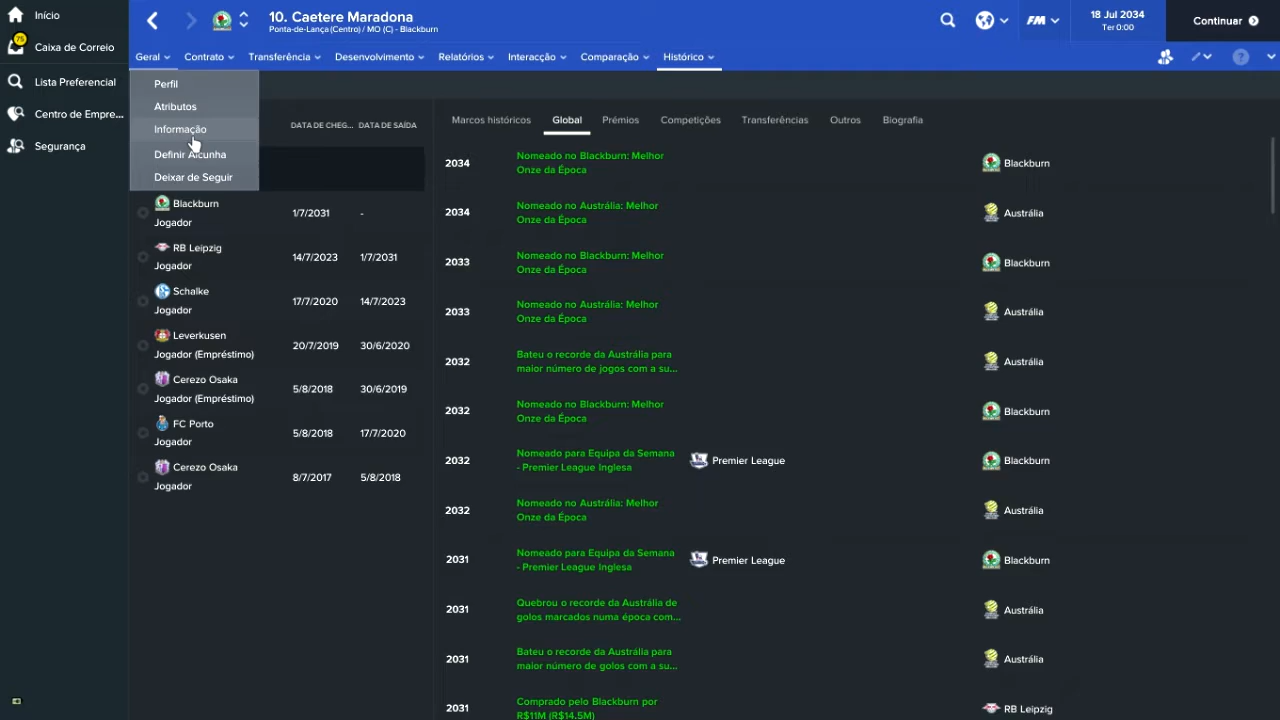 Início
75
Caixa de Correio
Lista Preferencial
Centro de Empre...
Segurança
10. Caetere Maradona
Ponta-de-Lança (Centro) / MO (C) - Blackburn
FM
18 Jul 2034
Ter 0:00
Continuar
Geral
Contrato
Transferência
Desenvolvimento
Relatórios
Interacção
Comparação
Histórico
?
Perfil
Atributos
Informação
Definir Alcunha
Deixar de Seguir
DATA DE CHEG... DATA DE SAÍDA
Blackburn
Jogador
1/7/2031 -
RB Leipzig
Jogador
14/7/2023 1/7/2031
Schalke
Jogador
17/7/2020 14/7/2023
Leverkusen
Jogador (Empréstimo)
20/7/2019 30/6/2020
Cerezo Osaka
Jogador (Empréstimo)
5/8/2018 30/6/2019
FC Porto
Jogador
5/8/2018 17/7/2020
Cerezo Osaka
Jogador
8/7/2017 5/8/2018
Marcos históricos Global Prémios Competições Transferências Outros Biografia
2034
Nomeado no Blackburn: Melhor
Onze da Época
Blackburn
2034
Nomeado no Austrália: Melhor
Onze da Época
Austrália
2033
Nomeado no Blackburn: Melhor
Onze da Época
Blackburn
2033
Nomeado no Austrália: Melhor
Onze da Época
Austrália
2032
Bateu o recorde da Austrália para
maior número de jogos com a su...
Austrália
2032
Nomeado no Blackburn: Melhor
Onze da Época
Blackburn
2032
Nomeado para Equipa da Semana
- Premier League Inglesa
Premier League
Blackburn
2032
Nomeado no Austrália: Melhor
Onze da Época
Austrália
2031
Nomeado para Equipa da Semana
- Premier League Inglesa
Premier League
Blackburn
2031
Quebrou o recorde da Austrália de
golos marcados numa época com...
Austrália
2031
Bateu o recorde da Austrália para
maior número de golos com a su...
Austrália
2031
Comprado pelo Blackburn por
R$11M (R$14.5M)
RB Leipzig